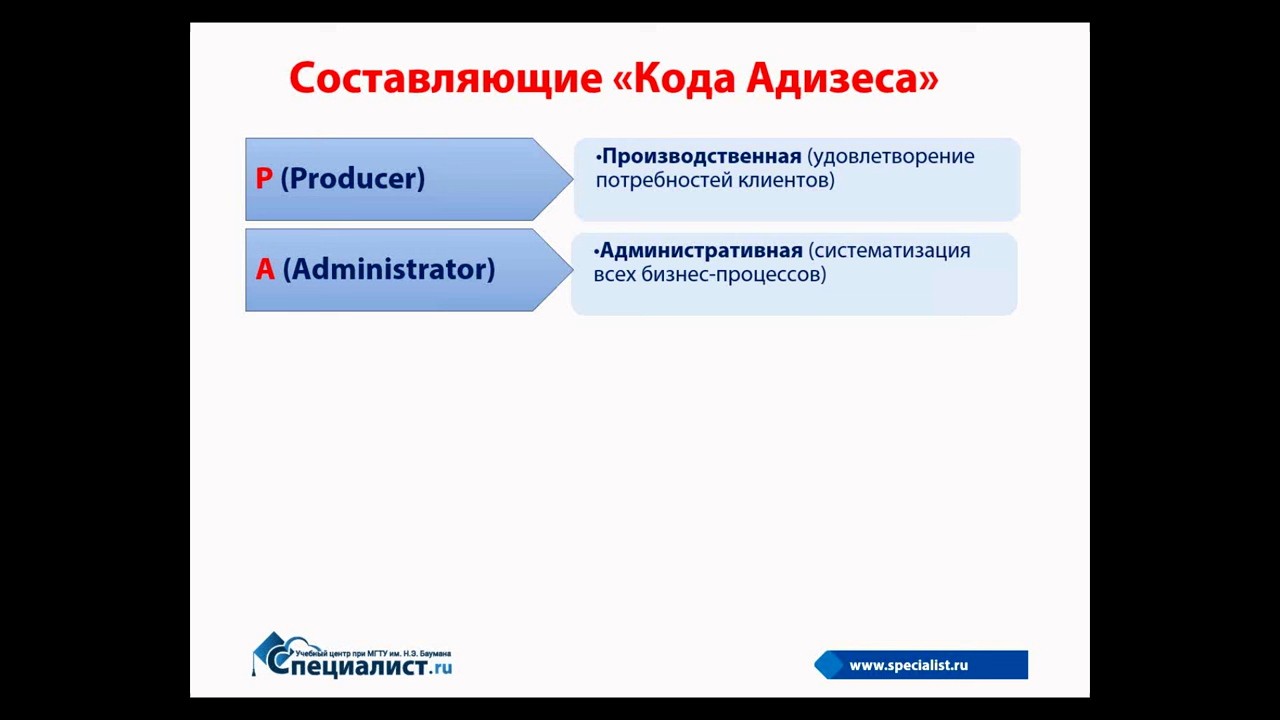 Составляющие «Кода Адизеса»
P (Producer)
•Производственная (удовлетворение
потребностей клиентов)
A (Administrator)
•Административная (систематизация
всех бизнес-процессов)
Учебный центр при МГТУ им. Н.Э. Баумана
Специалист.ru
www.specialist.ru